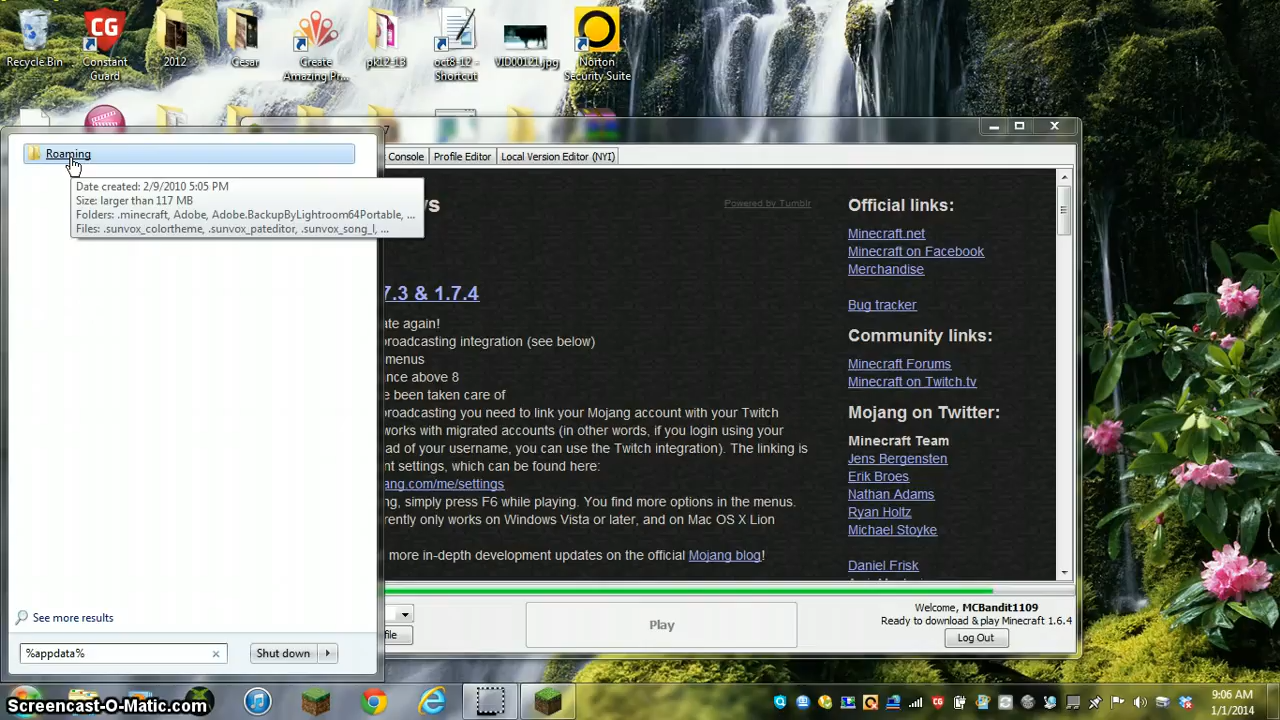 Recycle Bin
Constant Guard
2012
Cesar
Create Amazing Pr...
pk12-13
oct8-12 - Shortcut
VID00121.jpg
Norton Security Suite
CG
Roaming
Date created: 2/9/2010 5:05 PM
Size: larger than 117 MB
Folders: .minecraft, Adobe, Adobe.BackupByLightroom64Portable, ...
Files: .sunvox_colortheme, .sunvox_pateditor, .sunvox_song_l, ...
Console
Profile Editor
Local Version Editor (NYI)
Powered by Tumblr
7.3 & 1.7.4
ate again!
broadcasting integration (see below)
menus
nce above 8
been taken care of
broadcasting you need to link your Mojang account with your Twitch
works with migrated accounts (in other words, if you login using your
ad of your username, you can use the Twitch integration). The linking is
nt settings, which can be found here:
ang.com/me/settings
ng, simply press F6 while playing. You find more options in the menus.
rently only works on Windows Vista or later, and on Mac OS X Lion
more in-depth development updates on the official Mojang blog!
Official links:
Minecraft.net
Minecraft on Facebook
Merchandise
Bug tracker
Community links:
Minecraft Forums
Minecraft on Twitch.tv
Mojang on Twitter:
Minecraft Team
Jens Bergensten
Erik Broes
Nathan Adams
Ryan Holtz
Michael Stoyke
Daniel Frisk
Play
Welcome, MCBandit1109
Ready to download & play Minecraft 1.6.4
Log Out
See more results
%appdata%
Shut down
Screencast-O-Matic.com
9:06 AM
1/1/2014